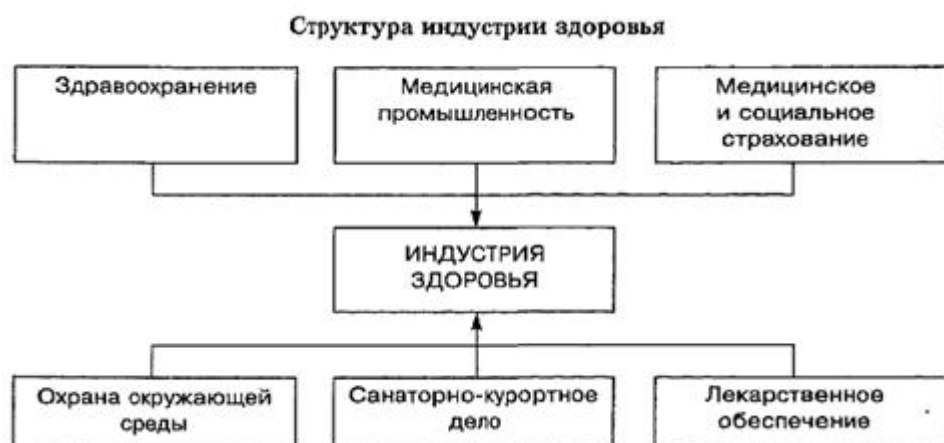 Структура индустрии здоровья
Здравоохранение
Медицинская
промышленность
Медицинское
и социальное
страхование
ИНДУСТРИЯ
ЗДОРОВЬЯ
Охрана окружающей
среды
Санаторно-курортное
дело
Лекарственное
обеспечение